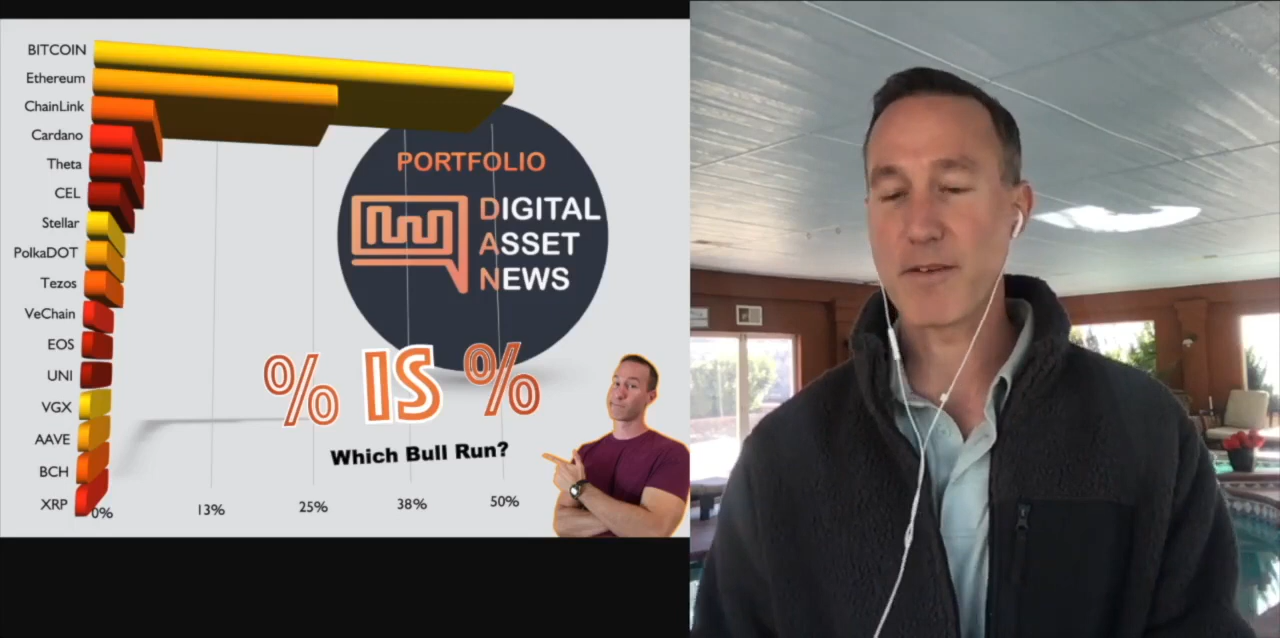 BITCOIN
Ethereum
ChainLink
Cardano
Theta
CEL
Stellar
PolkaDOT
Tezos
VeChain
EOS
UNI
VGX
AAVE
BCH
XRP
0%
13%
25%
38%
50%
PORTFOLIO
DIGITAL
ASSET
NEWS
% IS %
Which Bull Run?